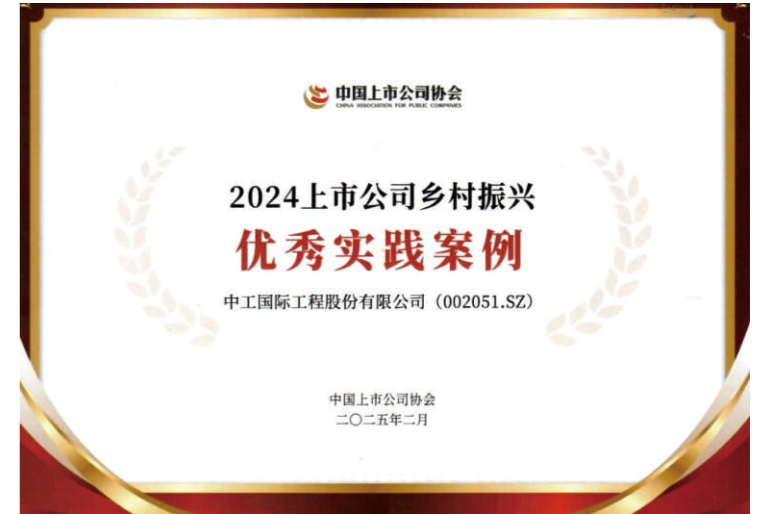 中国上市公司协会
CHINA ASSOCIATION FOR PUBLIC COMPANIES
2024上市公司乡村振兴
优秀实践案例
中工国际工程股份有限公司（002051.SZ）
中国上市公司协会
二〇二五年二月